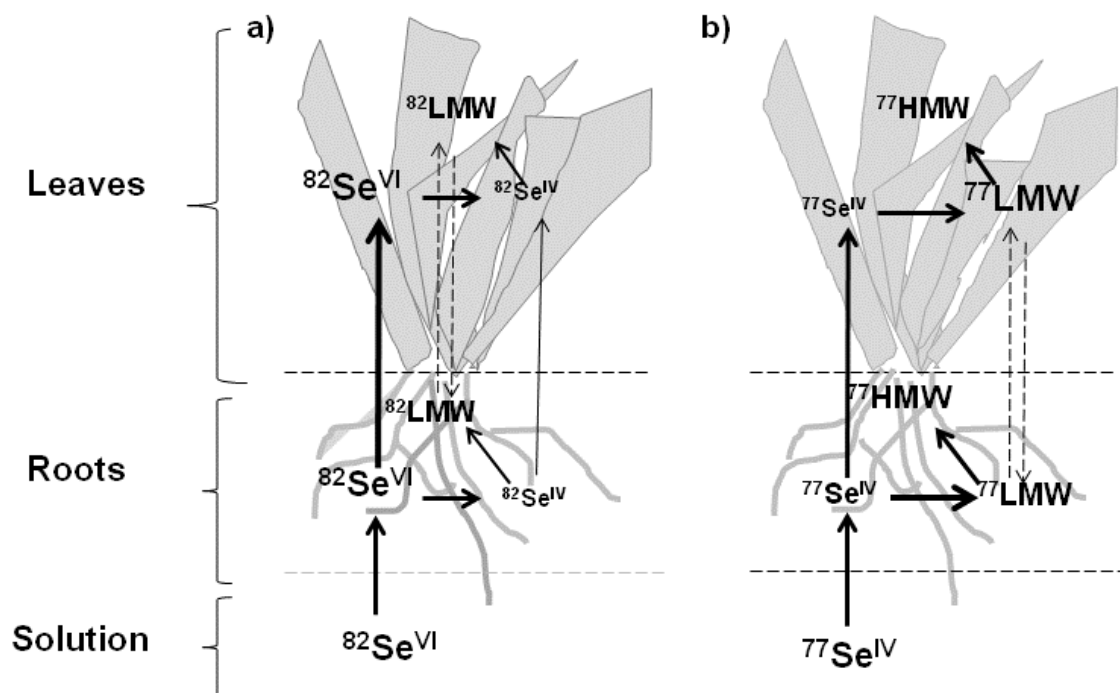 a)
b)
Leaves
⁸²LMW
⁸²Se^VI
⁸²Se^IV
⁷⁷HMW
⁷⁷Se^IV
⁷⁷LMW
Roots
⁸²LMW
⁸²Se^VI
⁸²Se^IV
⁷⁷HMW
⁷⁷Se^IV
⁷⁷LMW
Solution
⁸²Se^VI
⁷⁷Se^IV